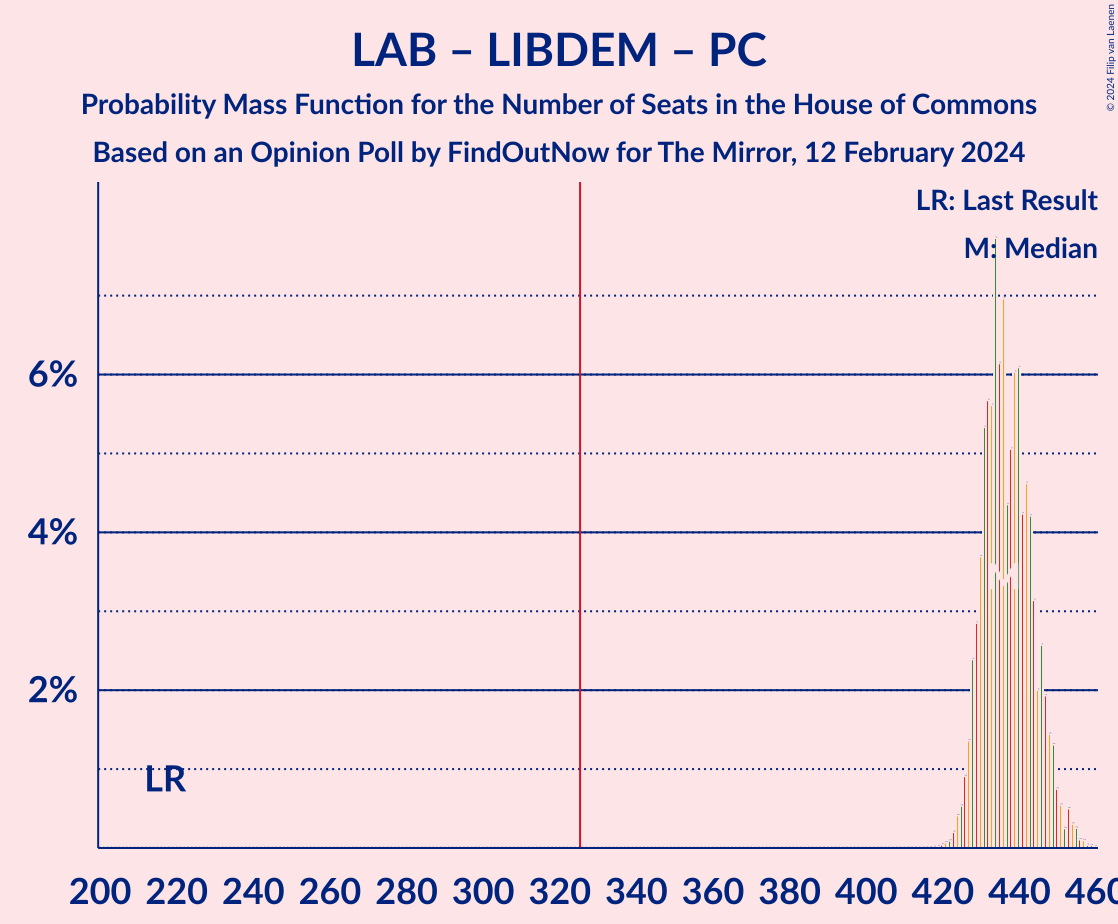 LAB – LIBDEM – PC
Probability Mass Function for the Number of Seats in the House of Commons
Based on an Opinion Poll by FindOutNow for The Mirror, 12 February 2024
© 2024 Filip van Laenen
LR: Last Result
M: Median
6%
4%
2%
LR
200 220 240 260 280 300 320 340 360 380 400 420 440 460